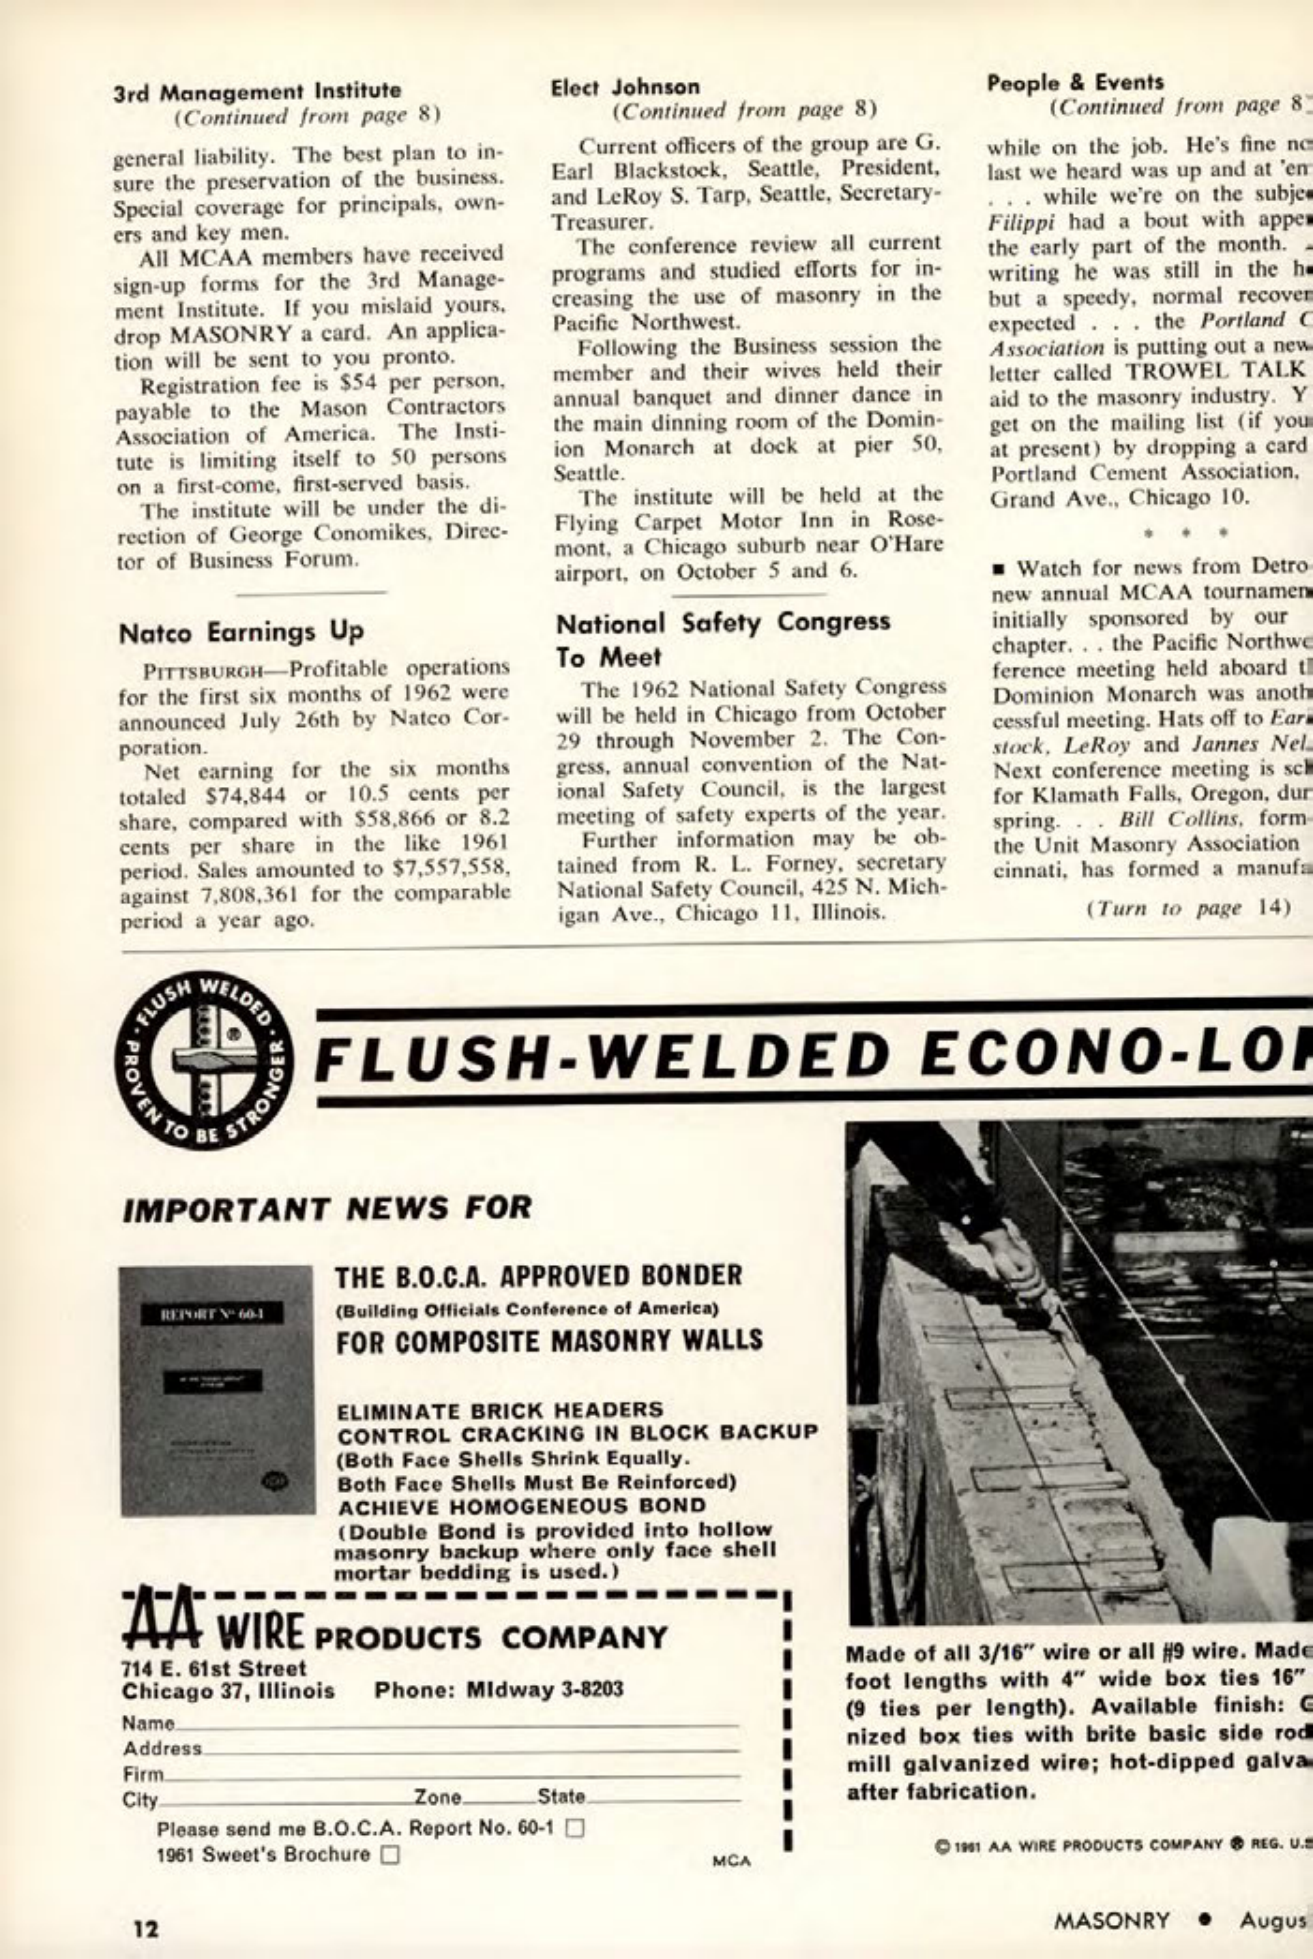 3rd Management Institute
(Continued from page 8)
general liability. The best plan to in-
sure the preservation of the business.
Special coverage for principals, own-
ers and key men.
All MCAA members have received
sign-up forms for the 3rd Manage-
ment Institute. If you mislaid yours,
drop MASONRY a card. An applica-
tion will be sent to you pronto.
Registration fee is $54 per person,
payable to the Mason Contractors
Association of America. The Insti-
tute is limiting itself to 50 persons
on a first-come, first-served basis.
The institute will be under the di-
rection of George Conomikes, Direc-
tor of Business Forum.
Natco Earnings Up
PITTSBURGH—Profitable operations
for the first six months of 1962 were
announced July 26th by Natco Cor-
poration.
Net earning for the six months
totaled $74,844 or 10.5 cents per
share, compared with $58,866 or 8.2
cents per share in the like 1961
period. Sales amounted to $7,557,558,
against 7,808,361 for the comparable
period a year ago.
Elect Johnson
(Continued from page 8)
Current officers of the group are G.
Earl Blackstock, Seattle, President,
and LeRoy S. Tarp, Seattle, Secretary-
Treasurer.
The conference review all current
programs and studied efforts for in-
creasing the use of masonry in the
Pacific Northwest.
Following the Business session the
member and their wives held their
annual banquet and dinner dance in
the main dinning room of the Domin-
ion Monarch at dock at pier 50,
Seattle.
The institute will be held at the
Flying Carpet Motor Inn in Rose-
mont, a Chicago suburb near O'Hare
airport, on October 5 and 6.
National Safety Congress
To Meet
The 1962 National Safety Congress
will be held in Chicago from October
29 through November 2. The Con-
gress, annual convention of the Nat-
ional Safety Council, is the largest
meeting of safety experts of the year.
Further information may be ob-
tained from R. L. Forney, secretary
National Safety Council, 425 N. Mich-
igan Ave., Chicago 11, Illinois.
People & Events
(Continued from page 8
while on the job. He's fine
last we heard was up and at 'en
. . . while we're on the
Filippi had a bout with
the early part of the month.
writing he was still in the
but a speedy, normal
expected . . . the Portland C
Association is putting out a new
letter called TROWEL TALK
aid to the masonry industry. Y
get on the mailing list (if you
at present) by dropping a card
Portland Cement Association,
Grand Ave., Chicago 10.
* * *
■ Watch for news from Detro
new annual MCAA
initially sponsored by our
chapter. . . the Pacific Northwe
ference meeting held aboard
Dominion Monarch was anoth
cessful meeting. Hats off to
stock, LeRoy and Jannes
Next conference meeting is
for Klamath Falls, Oregon, dur
spring. . . Bill Collins, form
the Unit Masonry Association
cinnati, has formed a
(Turn to page 14)
FLUSH WELDED · PROVEN TO BE STRONGER ·
®
FLUSH-WELDED ECONO-LO
IMPORTANT NEWS FOR
REPORT Nº 60-1
THE B.O.C.A. APPROVED BONDER
(Building Officials Conference of America)
FOR COMPOSITE MASONRY WALLS
ELIMINATE BRICK HEADERS
CONTROL CRACKING IN BLOCK BACKUP
(Both Face Shells Shrink Equally.
Both Face Shells Must Be Reinforced)
ACHIEVE HOMOGENEOUS BOND
(Double Bond is provided into hollow
masonry backup where only face shell
mortar bedding is used.)
AA WIRE PRODUCTS COMPANY
714 E. 61st Street
Chicago 37, Illinois Phone: MIdway 3-8203
Name
Address
Firm
City Zone State
Please send me B.O.C.A. Report No. 60-1 □
1961 Sweet's Brochure □
MCA
Made of all 3/16" wire or all #9 wire. Made
foot lengths with 4" wide box ties 16"
(9 ties per length). Available finish:
nized box ties with brite basic side
mill galvanized wire; hot-dipped galva
after fabrication.
© 1961 AA WIRE PRODUCTS COMPANY ® REG. U.S
12
MASONRY ● Augus